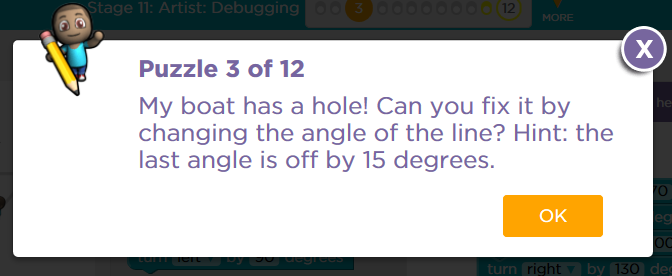 Stage 11: Artist: Debugging
3
12
MORE
X
Puzzle 3 of 12
My boat has a hole! Can you fix it by
changing the angle of the line? Hint: the
last angle is off by 15 degrees.
OK
turn left by 90 degrees
turn right by 130 de